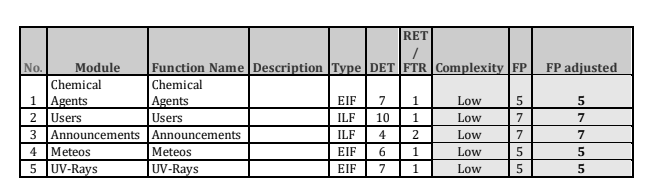 RET
/
No. Module Function Name Description Type DET FTR Complexity FP FP adjusted
Chemical Chemical
1 Agents Agents EIF 7 1 Low 5 5
2 Users Users ILF 10 1 Low 7 7
3 Announcements Announcements ILF 4 2 Low 7 7
4 Meteos Meteos EIF 6 1 Low 5 5
5 UV-Rays UV-Rays EIF 7 1 Low 5 5